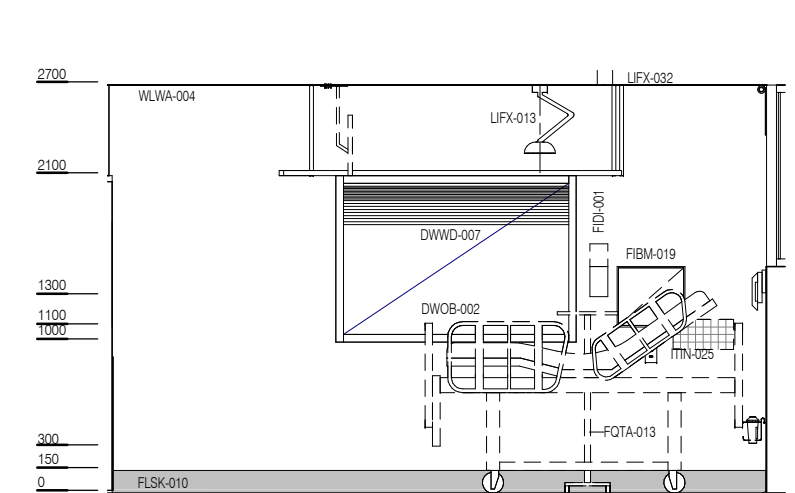 2700
LIFX-032
WLWA-004
LIFX-013
2100
FIDI-001
DWWD-007
FIBM-019
1300
DWOB-002
1100
1000
ITIN-025
FQTA-013
300
150
FLSK-010
0